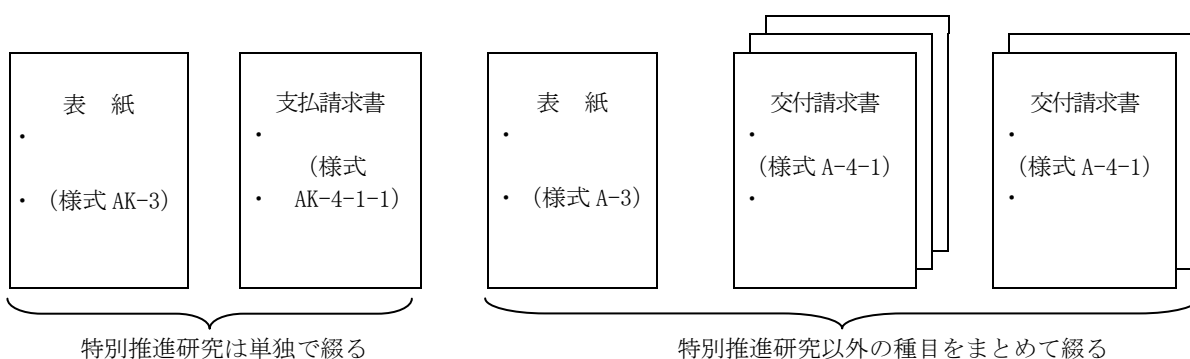 表　紙
・
・（様式 AK-3）
支払請求書
・
（様式
・　AK-4-1-1）
表　紙
・
・（様式 A-3）
交付請求書
・
（様式 A-4-1）
・
交付請求書
・
（様式 A-4-1）
・
特別推進研究は単独で綴る
特別推進研究以外の種目をまとめて綴る